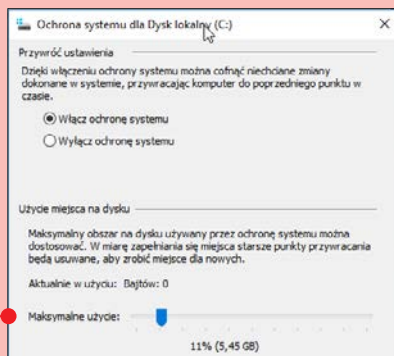 Ochrona systemu dla Dysk lokalny (C:)
Przywróć ustawienia
Dzięki włączeniu ochrony systemu można cofnąć niechciane zmiany
dokonane w systemie, przywracając komputer do poprzedniego punktu w
czasie.
Włącz ochronę systemu
Wyłącz ochronę systemu
Użycie miejsca na dysku
Maksymalny obszar na dysku używany przez ochronę systemu można
dostosować. W miarę zapełniania się miejsca starsze punkty przywracania
będą usuwane, aby zrobić miejsce dla nowych.
Aktualnie w użyciu: Bajtów: 0
Maksymalne użycie:
11% (5,45 GB)